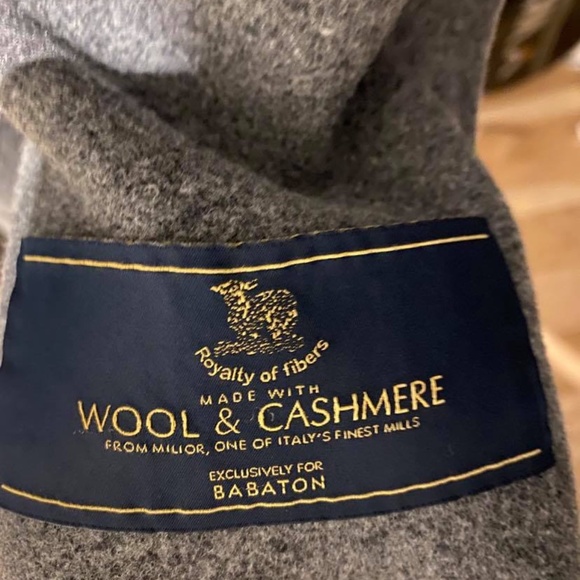 Royalty of fibers
MADE WITH
WOOL & CASHMERE
FROM MILIOR, ONE OF ITALY'S FINEST MILLS
EXCLUSIVELY FOR
BABATON